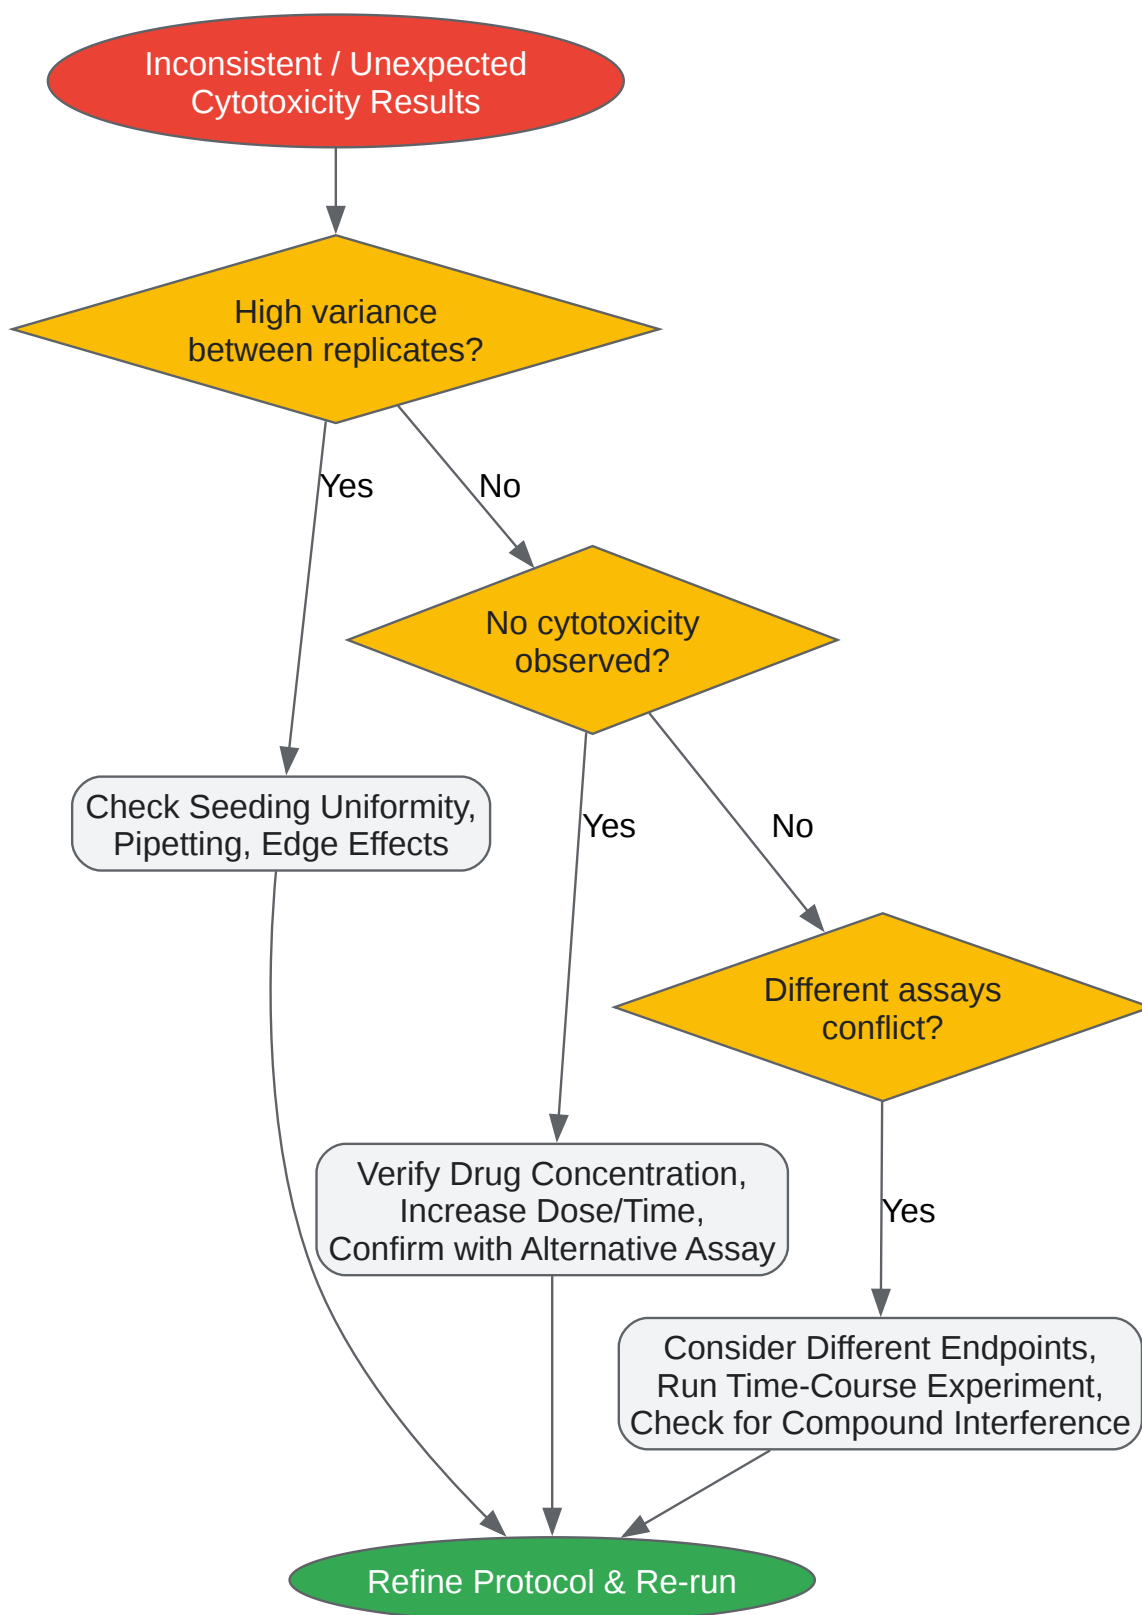 Inconsistent / Unexpected
Cytotoxicity Results
High variance
between replicates?
Yes
No
No cytotoxicity
observed?
Check Seeding Uniformity,
Pipetting, Edge Effects
Yes
No
Different assays
conflict?
Verify Drug Concentration,
Increase Dose/Time,
Confirm with Alternative Assay
Yes
Consider Different Endpoints,
Run Time-Course Experiment,
Check for Compound Interference
Refine Protocol & Re-run